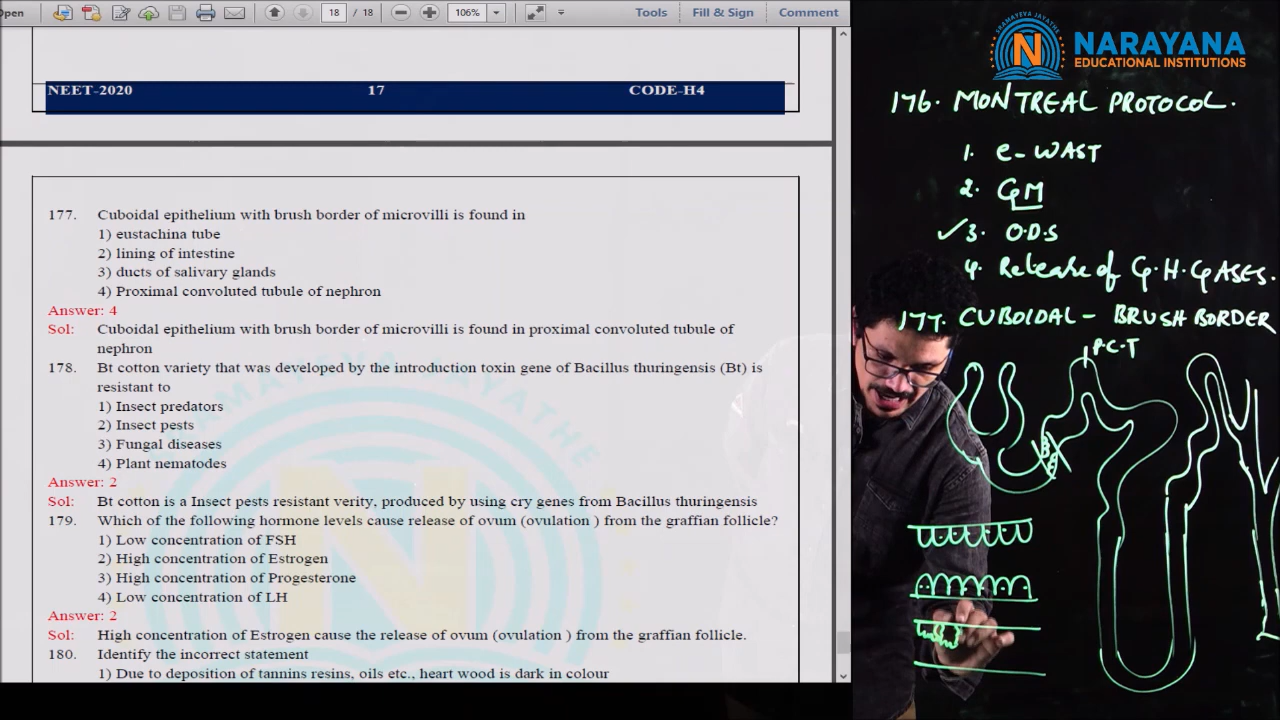 Open
18 / 18
106%
Tools
Fill & Sign
Comment
NEET-2020 17 CODE-H4
177. Cuboidal epithelium with brush border of microvilli is found in
1) eustachina tube
2) lining of intestine
3) ducts of salivary glands
4) Proximal convoluted tubule of nephron
Answer: 4
Sol: Cuboidal epithelium with brush border of microvilli is found in proximal convoluted tubule of
nephron
178. Bt cotton variety that was developed by the introduction toxin gene of Bacillus thuringensis (Bt) is
resistant to
1) Insect predators
2) Insect pests
3) Fungal diseases
4) Plant nematodes
Answer: 2
Sol: Bt cotton is a Insect pests resistant verity, produced by using cry genes from Bacillus thuringensis
179. Which of the following hormone levels cause release of ovum (ovulation ) from the graffian follicle?
1) Low concentration of FSH
2) High concentration of Estrogen
3) High concentration of Progesterone
4) Low concentration of LH
Answer: 2
Sol: High concentration of Estrogen cause the release of ovum (ovulation ) from the graffian follicle.
180. Identify the incorrect statement
1) Due to deposition of tannins resins, oils etc., heart wood is dark in colour
SRAMAYEVA JAYATHE
N
NARAYANA
EDUCATIONAL INSTITUTIONS
176. MONTREAL PROTOCOL.
1. e-WAST
2. GM
✓3. O.D.S
4. Release of G.H.GASES.
177. CUBOIDAL - BRUSH BORDER
P.C.T